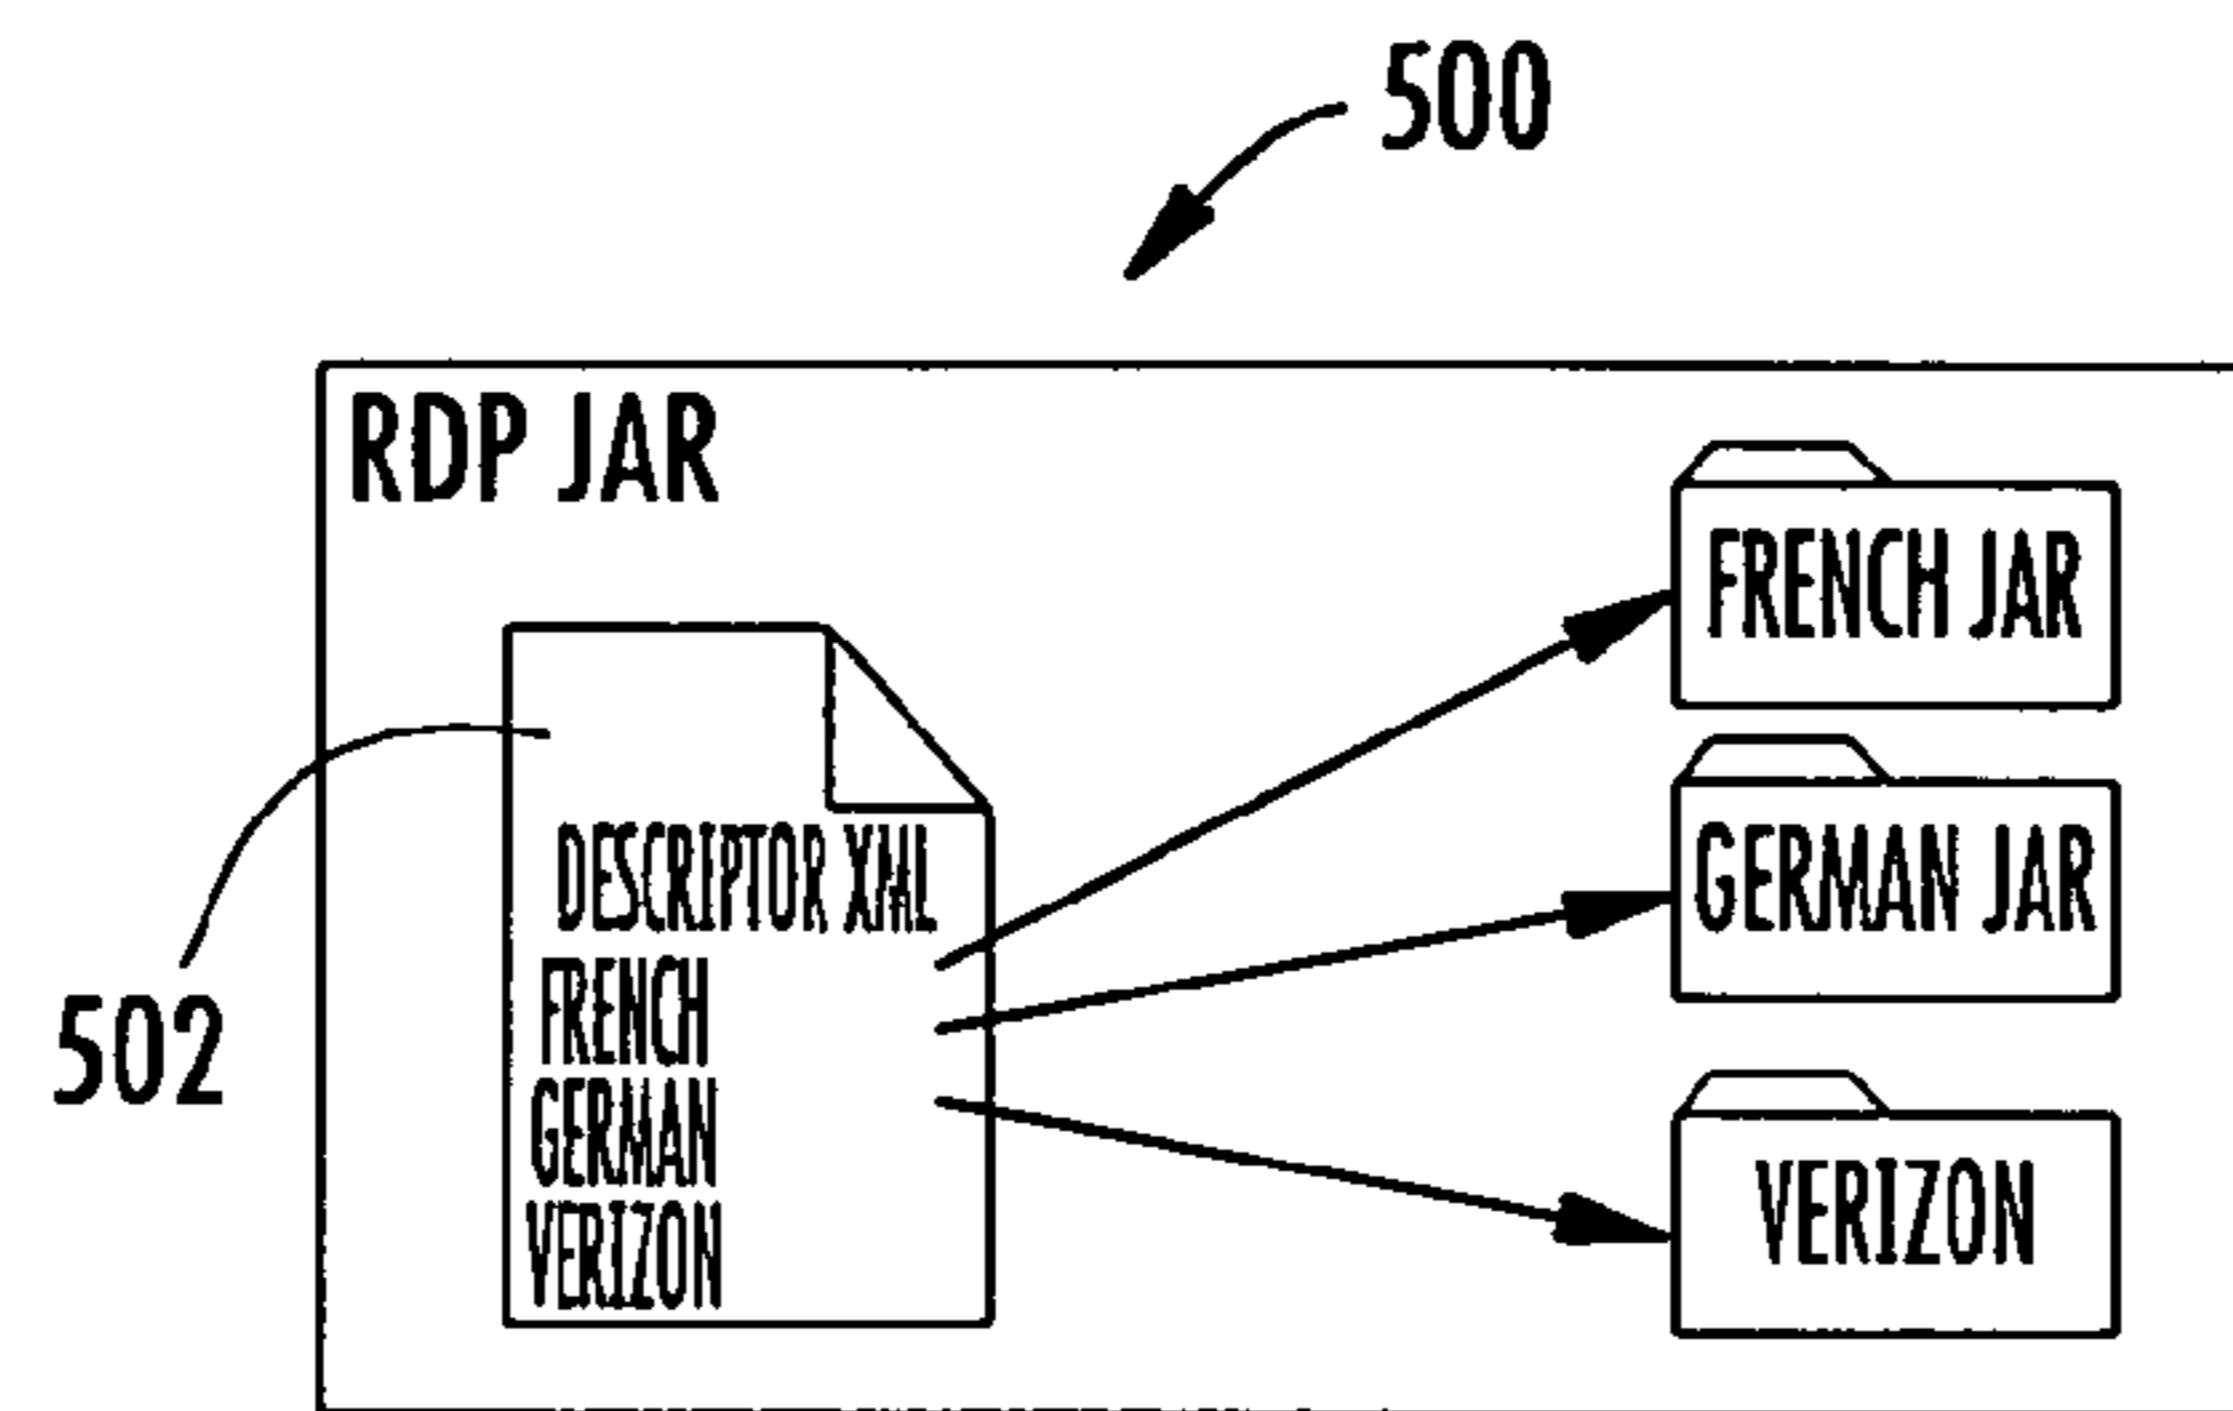 500
RDP JAR
FRENCH JAR
DESCRIPTOR XML
GERMAN JAR
FRENCH
502
GERMAN
VERIZON
VERIZON